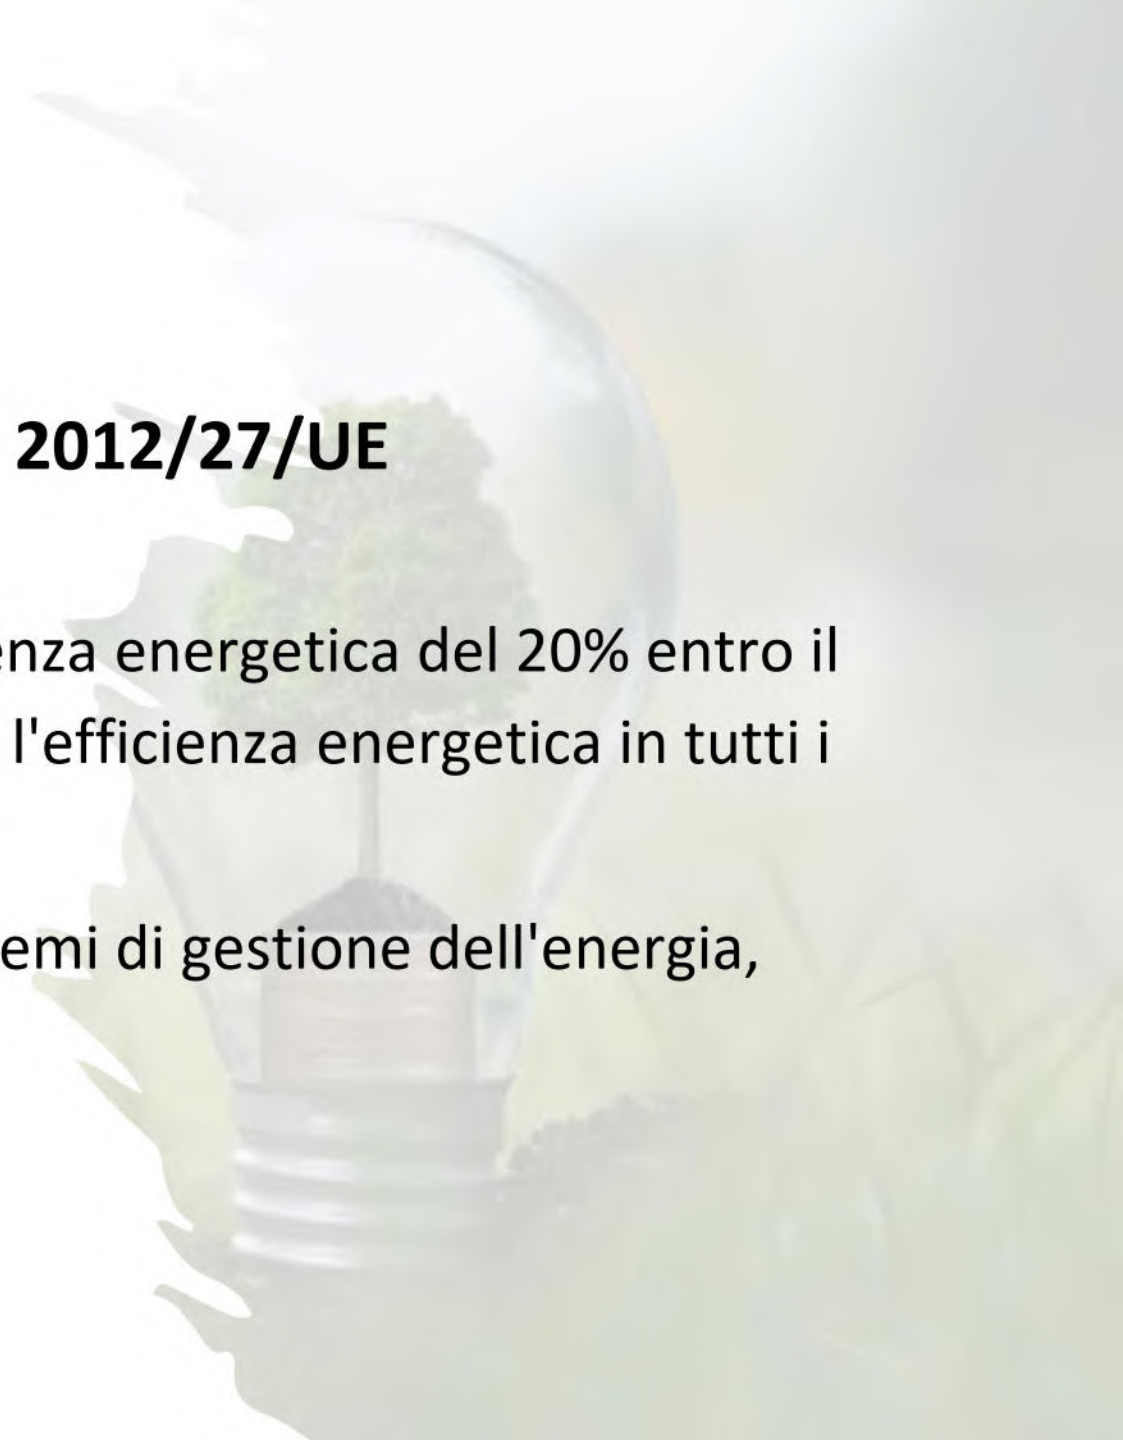 2012/27/UE
enza energetica del 20% entro il
l'efficienza energetica in tutti i
emi di gestione dell'energia,